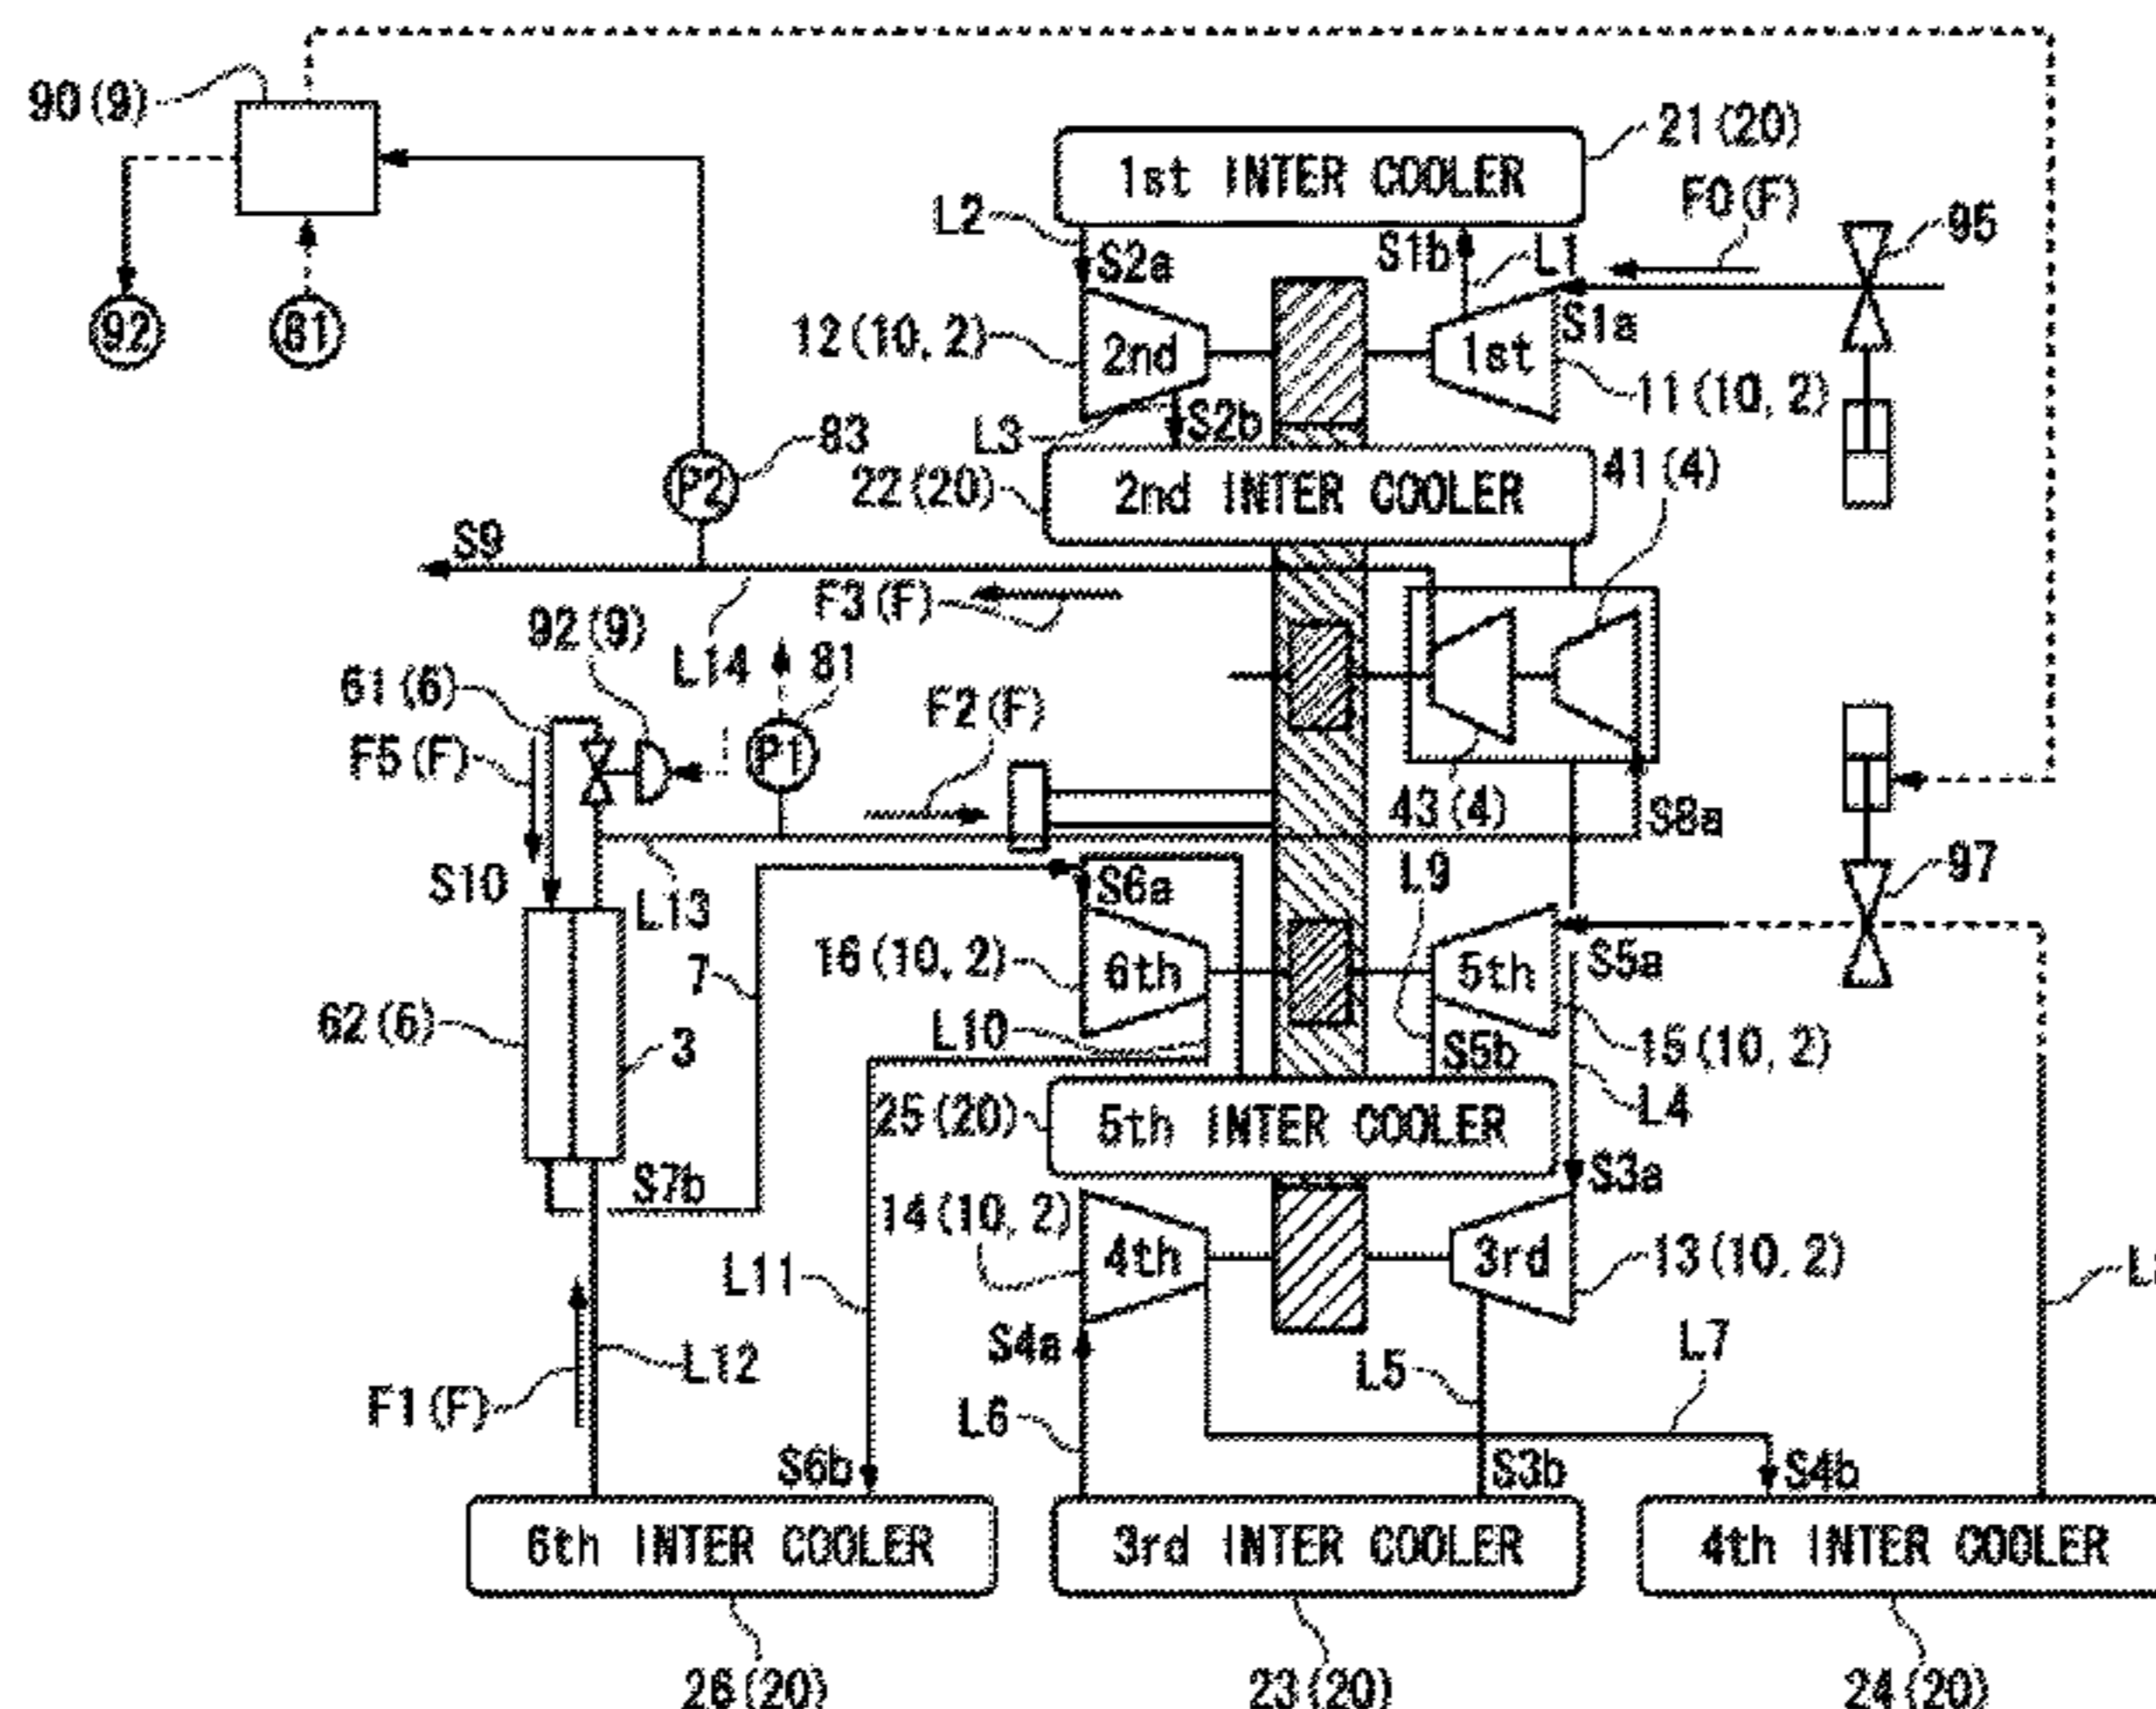 90(9)
21(20)
1st INTER COOLER
F0(F)
95
L2
S2a
S1b
L1
S1a
92
81
12(10, 2)
2nd
1st
11(10, 2)
L3
S2b
83
P2
22(20)
2nd INTER COOLER
41(4)
S9
F3(F)
92(9)
L14
81
61(6)
F5(F)
P1
F2(F)
43(4)
S8a
S10
L13
S6a
L9
97
7
16(10, 2)
6th
5th
S5a
62(6)
3
L10
S5b
15(10, 2)
25(20)
5th INTER COOLER
L4
S7b
S3a
14(10, 2)
4th
3rd
13(10, 2)
L11
L12
S4a
L5
L7
F1(F)
L6
S6b
S3b
S4b
6th INTER COOLER
3rd INTER COOLER
4th INTER COOLER
26(20)
23(20)
24(20)